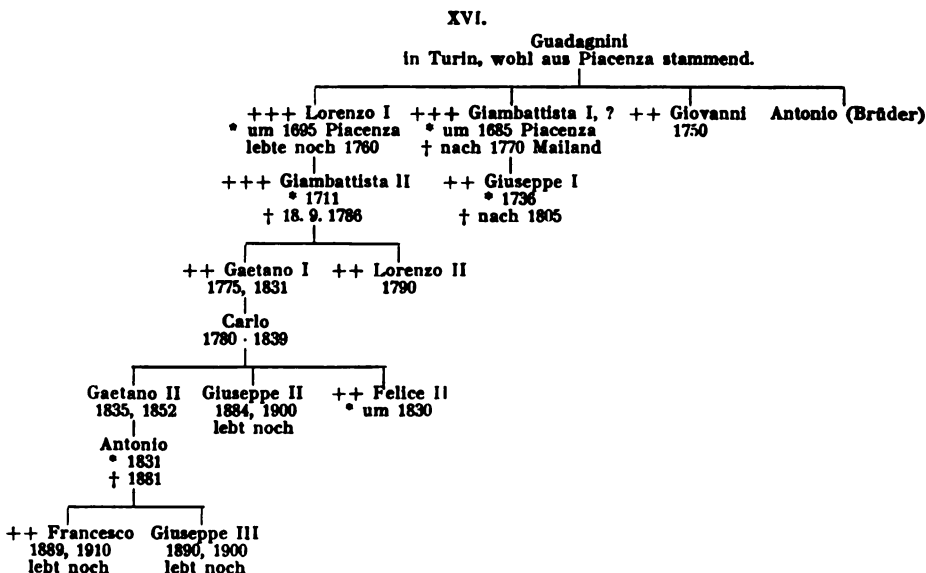 XVI.
Guadagnini
in Turin, wohl aus Piacenza stammend.
+++ Lorenzo I
* um 1695 Piacenza
lebte noch 1760
+++ Giambattista I, ?
* um 1685 Piacenza
† nach 1770 Mailand
++ Giovanni
1750
Antonio (Brüder)
+++ Giambattista II
* 1711
† 18. 9. 1786
++ Giuseppe I
* 1736
† nach 1805
++ Gaetano I
1775, 1831
++ Lorenzo II
1790
Carlo
1780 · 1839
Gaetano II
1835, 1852
Giuseppe II
1884, 1900
lebt noch
++ Felice II
* um 1830
Antonio
* 1831
† 1881
++ Francesco
1889, 1910
lebt noch
Giuseppe III
1890, 1900
lebt noch